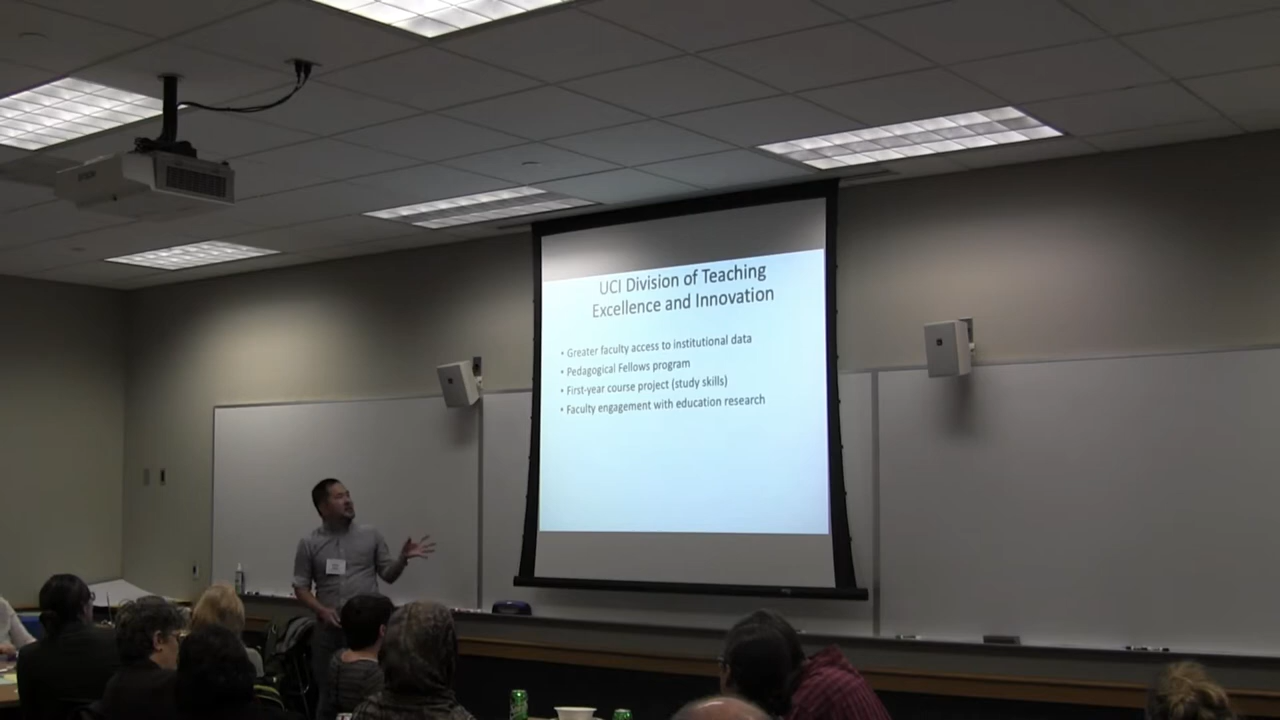 UCI Division of Teaching
Excellence and Innovation
• Greater faculty access to institutional data
• Pedagogical Fellows program
• First-year course project (study skills)
• Faculty engagement with education research